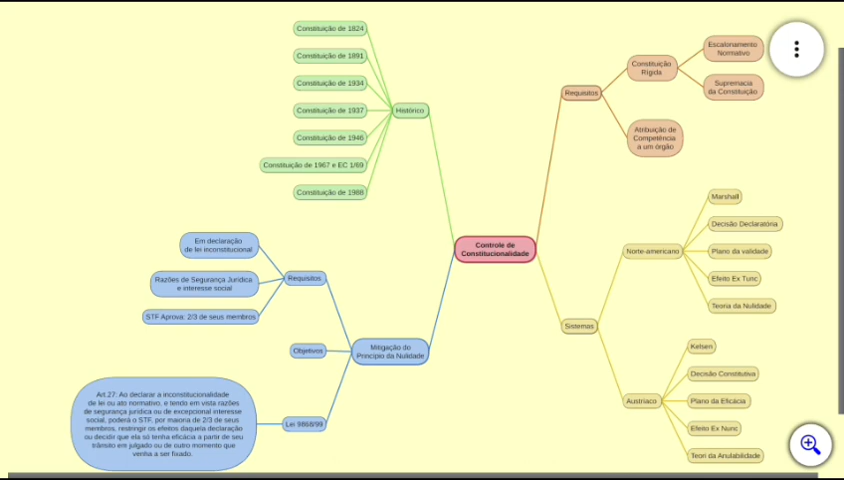 Controle de
Constitucionalidade
Histórico
Constituição de 1824
Constituição de 1891
Constituição de 1934
Constituição de 1937
Constituição de 1946
Constituição de 1967 e EC 1/69
Constituição de 1988
Requisitos
Constituição
Rígida
Escalonamento
Normativo
Supremacia
da Constituição
Atribuição de
Competência
a um órgão
Sistemas
Norte-americano
Marshall
Decisão Declaratória
Plano da validade
Efeito Ex Tunc
Teoria da Nulidade
Austríaco
Kelsen
Decisão Constitutiva
Plano da Eficácia
Efeito Ex Nunc
Teori da Anulabilidade
Mitigação do
Princípio da Nulidade
Requisitos
Em declaração
de lei inconstitucional
Razões de Segurança Jurídica
e interesse social
STF Aprova: 2/3 de seus membros
Objetivos
Lei 9868/99
Art.27: Ao declarar a inconstitucionalidade
de lei ou ato normativo, e tendo em vista razões
de segurança jurídica ou de excepcional interesse
social, poderá o STF, por maioria de 2/3 de seus
membros, restringir os efeitos daquela declaração
ou decidir que ela só tenha eficácia a partir de seu
trânsito em julgado ou de outro momento que
venha a ser fixado.